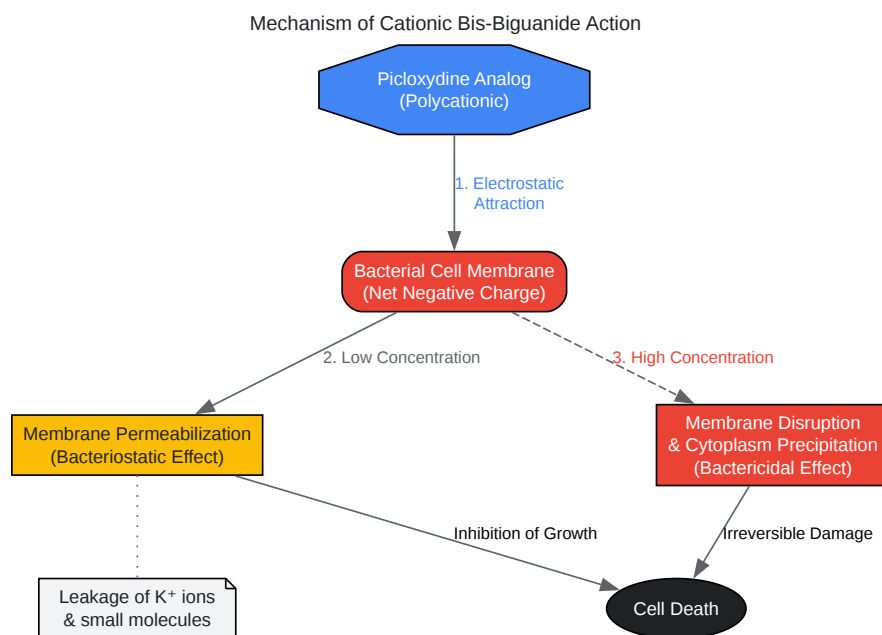 Mechanism of Cationic Bis-Biguanide Action
Picloxydine Analog
(Polycationic)
1. Electrostatic
Attraction
Bacterial Cell Membrane
(Net Negative Charge)
2. Low Concentration
3. High Concentration
Membrane Permeabilization
(Bacteriostatic Effect)
Membrane Disruption
& Cytoplasm Precipitation
(Bactericidal Effect)
Inhibition of Growth
Irreversible Damage
Leakage of K⁺ ions
& small molecules
Cell Death